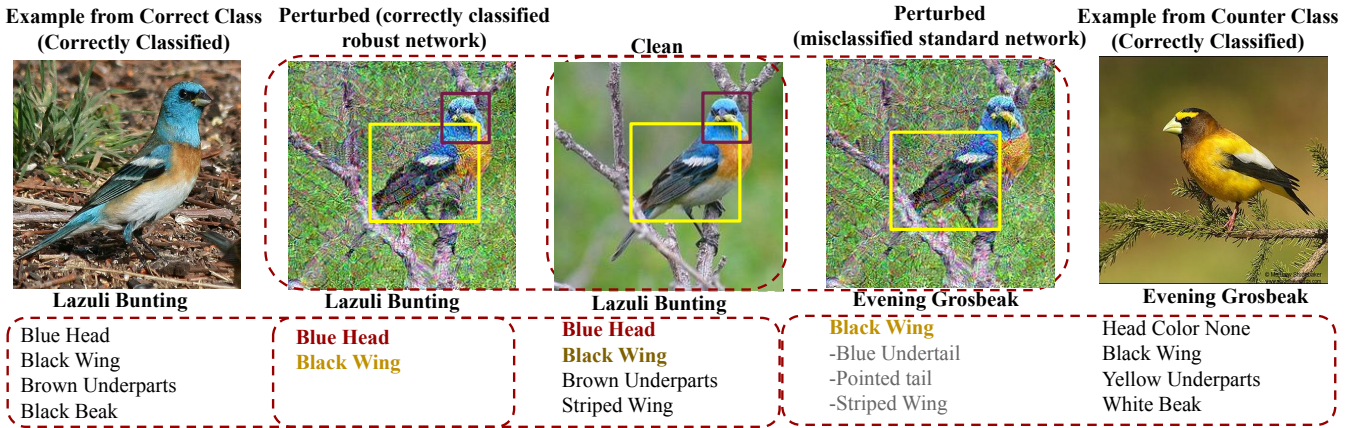 Example from Correct Class
(Correctly Classified)
Perturbed (correctly classified
robust network)
Clean
Perturbed
(misclassified standard network)
Example from Counter Class
(Correctly Classified)
Lazuli Bunting
Lazuli Bunting
Lazuli Bunting
Evening Grosbeak
Evening Grosbeak
Blue Head
Black Wing
Brown Underparts
Black Beak
Blue Head
Black Wing
Blue Head
Black Wing
Brown Underparts
Striped Wing
Black Wing
-Blue Undertail
-Pointed tail
-Striped Wing
Head Color None
Black Wing
Yellow Underparts
White Beak